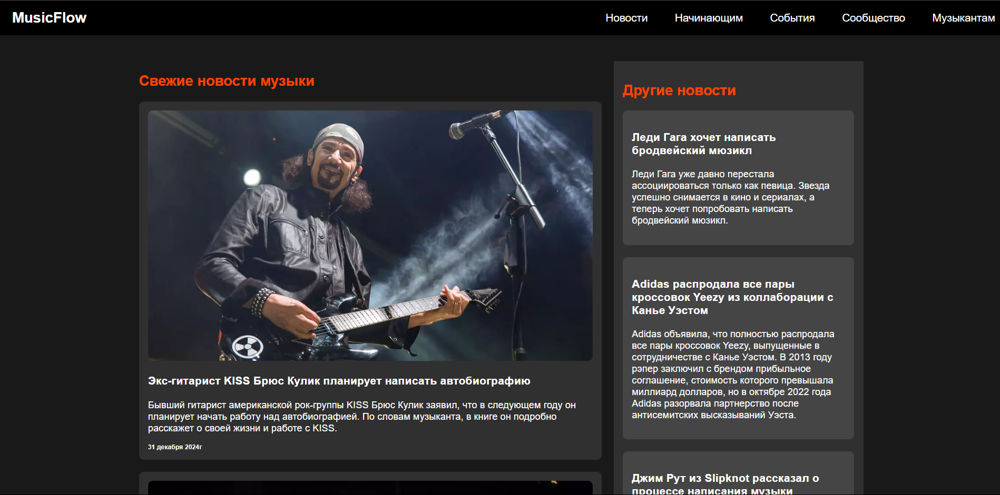 MusicFlow
Новости Начинающим События Сообщество Музыкантам
Свежие новости музыки
Экс-гитарист KISS Брюс Кулик планирует написать автобиографию
Бывший гитарист американской рок-группы KISS Брюс Кулик заявил, что в следующем году он
планирует начать работу над автобиографией. По словам музыканта, в книге он подробно
расскажет о своей жизни и работе с KISS.
31 декабря 2024г
Другие новости
Леди Гага хочет написать
бродвейский мюзикл
Леди Гага уже давно перестала
ассоциироваться только как певица. Звезда
успешно снимается в кино и сериалах, а
теперь хочет попробовать написать
бродвейский мюзикл.
Adidas распродала все пары
кроссовок Yeezy из коллаборации с
Канье Уэстом
Adidas объявила, что полностью распродала
все пары кроссовок Yeezy, выпущенные в
сотрудничестве с Канье Уэстом. В 2013 году
рэпер заключил с брендом прибыльное
соглашение, стоимость которого превышала
миллиард долларов, но в октябре 2022 года
Adidas разорвала партнерство после
антисемитских высказываний Уэста.
Джим Рут из Slipknot рассказал о
процессе написания музыки